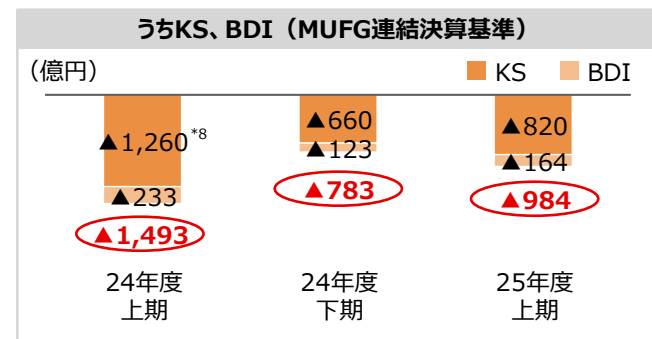 うちKS、BDI（MUFG連結決算基準）
（億円）
KS BDI
▲1,260*8 ▲660 ▲820
▲233 ▲123 ▲164
▲1,493 ▲783 ▲984
24年度 24年度 25年度
上期 下期 上期